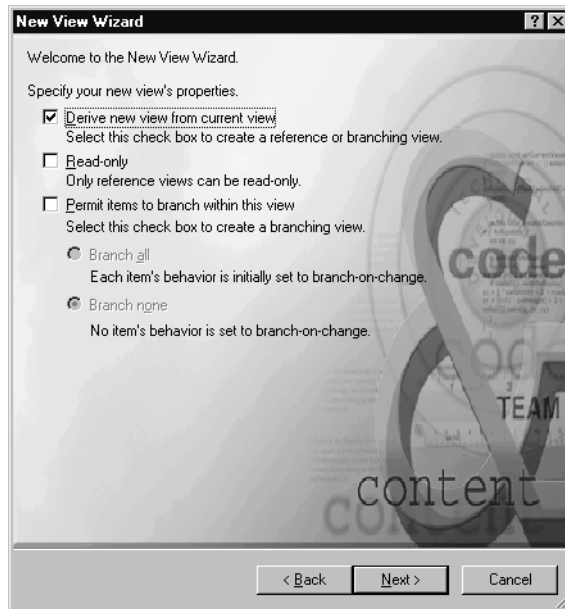 New View Wizard
Welcome to the New View Wizard.
Specify your new view's properties.
Derive new view from current view
Select this check box to create a reference or branching view.
Read-only
Only reference views can be read-only.
Permit items to branch within this view
Select this check box to create a branching view.
Branch all
Each item's behavior is initially set to branch-on-change.
Branch none
No item's behavior is set to branch-on-change.
code
code
TEAM
content
content
< Back
Next >
Cancel